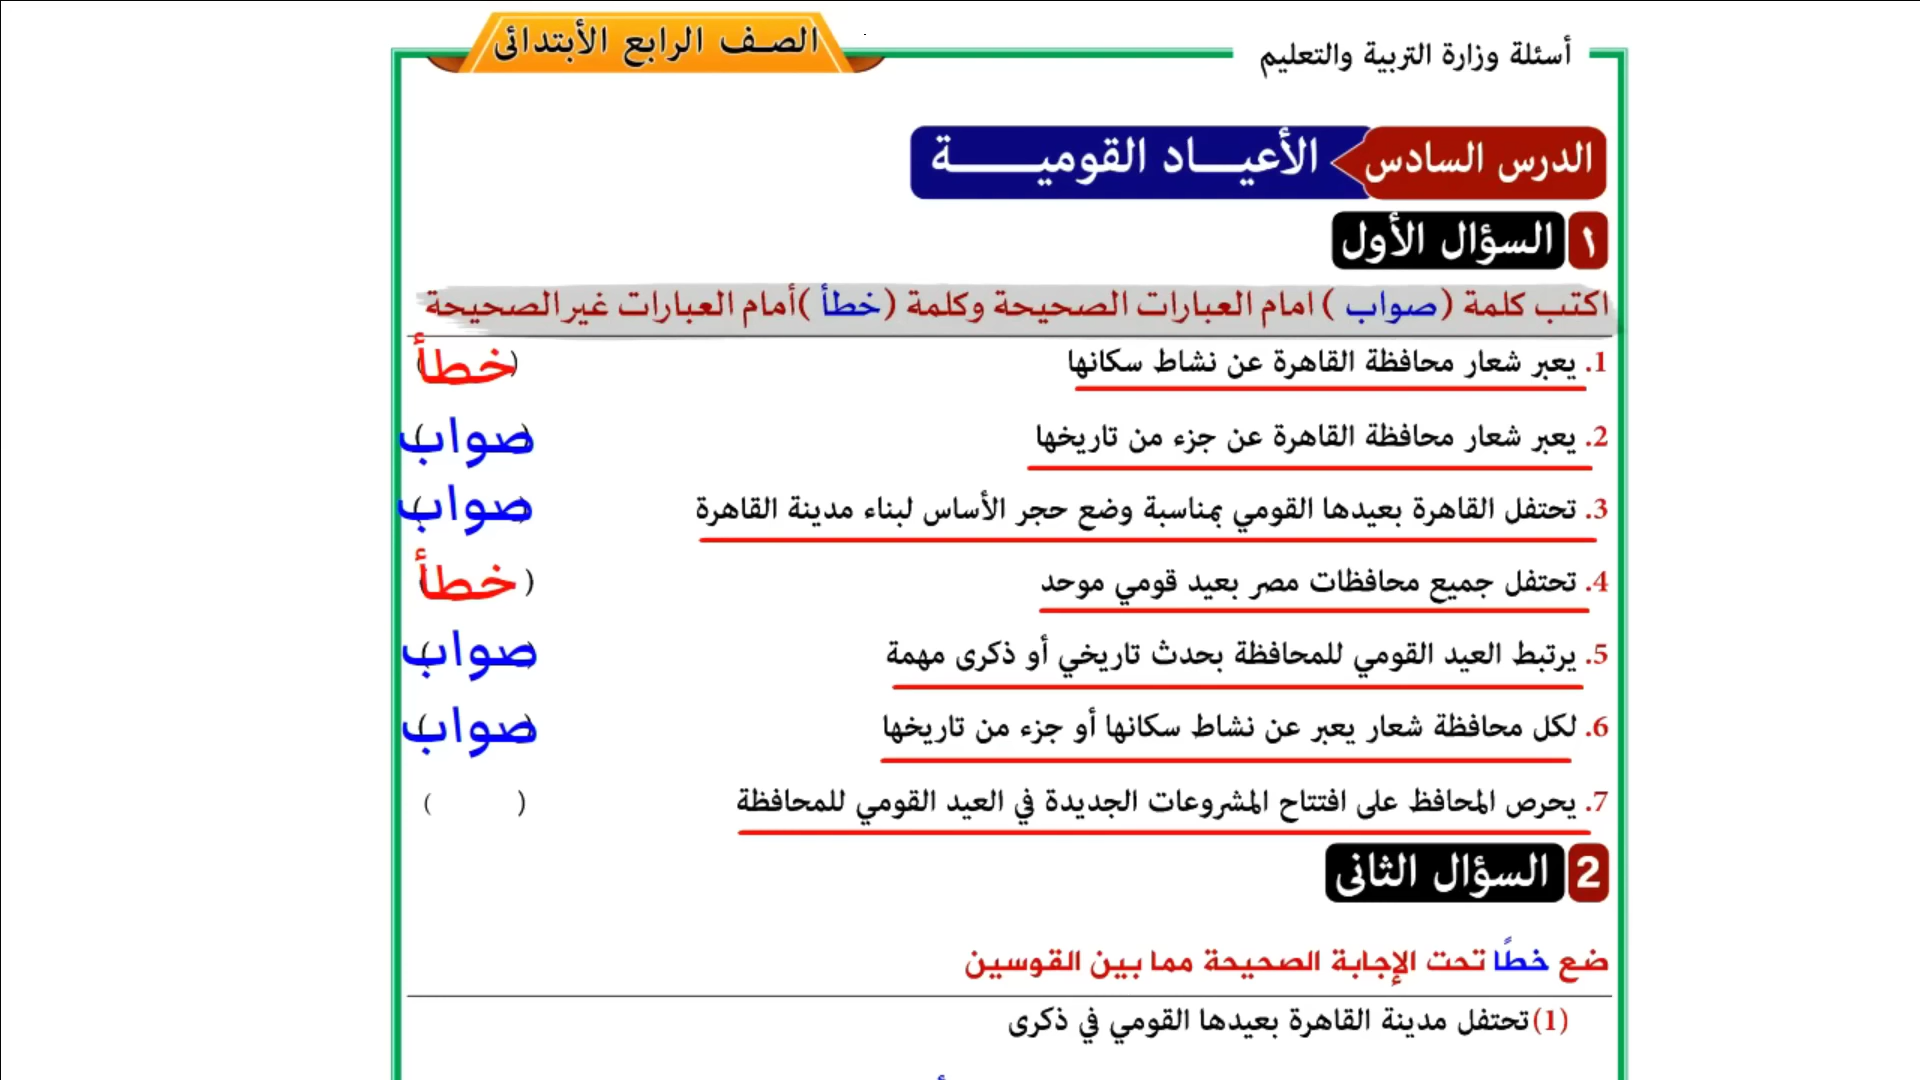 أسئلة وزارة التربية والتعليم
الصف الرابع الأبتدائى
الدرس السادس الأعياد القومية
١ السؤال الأول
اكتب كلمة (صواب ) امام العبارات الصحيحة وكلمة (خطأ )أمام العبارات غير الصحيحة
1. يعبر شعار محافظة القاهرة عن نشاط سكانها (خطأ)
2. يعبر شعار محافظة القاهرة عن جزء من تاريخها (صواب)
3. تحتفل القاهرة بعيدها القومي بمناسبة وضع حجر الأساس لبناء مدينة القاهرة (صواب)
4. تحتفل جميع محافظات مصر بعيد قومي موحد (خطأ)
5. يرتبط العيد القومي للمحافظة بحدث تاريخي أو ذكرى مهمة (صواب)
6. لكل محافظة شعار يعبر عن نشاط سكانها أو جزء من تاريخها (صواب)
7. يحرص المحافظ على افتتاح المشروعات الجديدة في العيد القومي للمحافظة ( )
2 السؤال الثانى
ضع خطًا تحت الإجابة الصحيحة مما بين القوسين
(1) تحتفل مدينة القاهرة بعيدها القومي في ذكرى